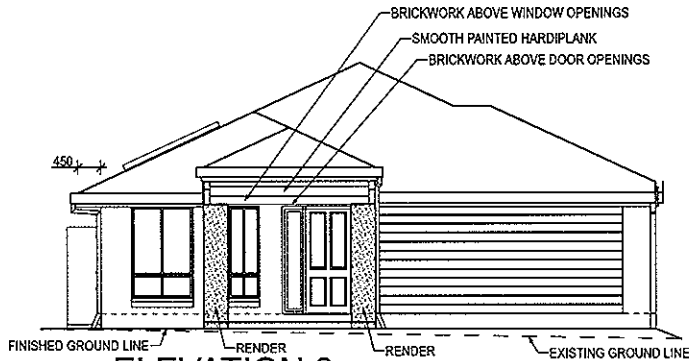 BRICKWORK ABOVE WINDOW OPENINGS
SMOOTH PAINTED HARDIPLANK
BRICKWORK ABOVE DOOR OPENINGS
450
FINISHED GROUND LINE
RENDER
RENDER
EXISTING GROUND LINE